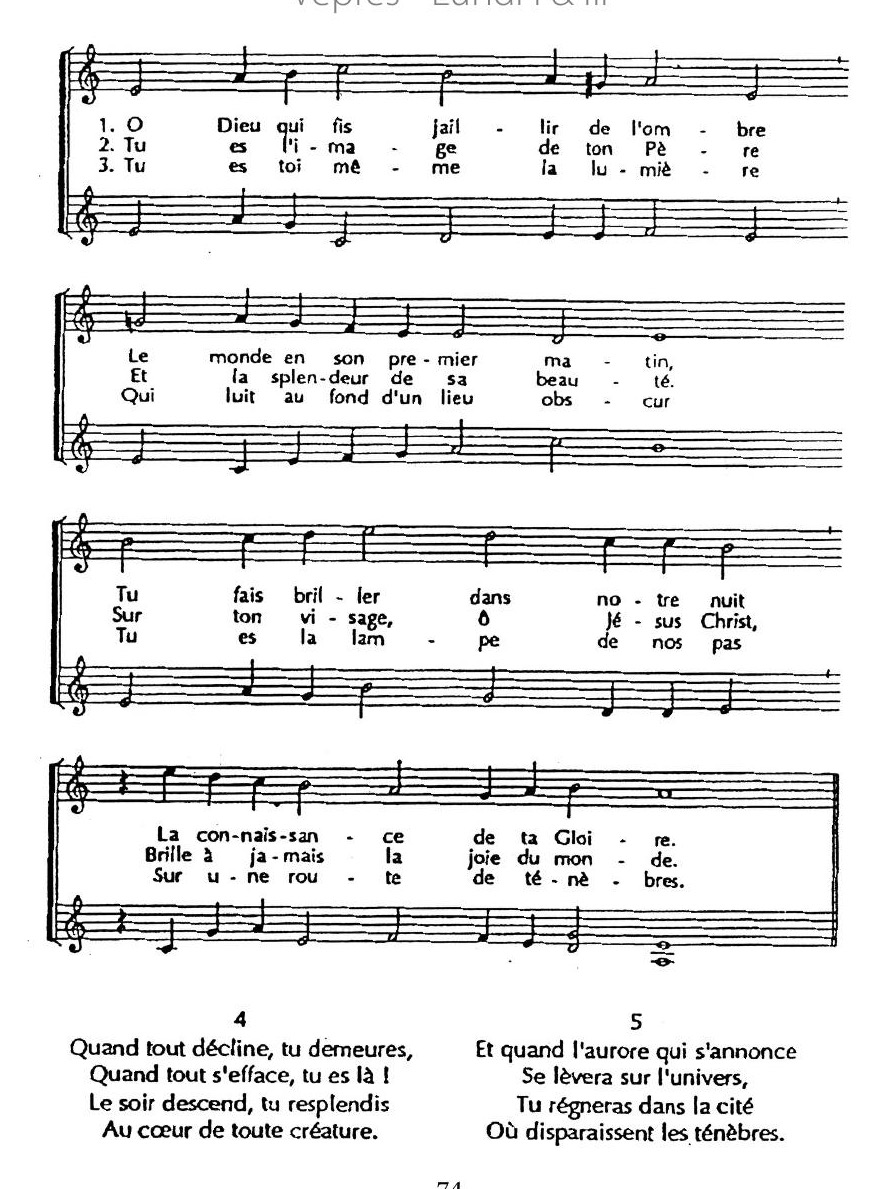 Vêpres - Lundi I & III
1. O Dieu qui fis jail - lir de l'om - bre
2. Tu es l'i - ma - ge de ton Pè - re
3. Tu es toi mê - me la lu - miè - re
Le monde en son pre - mier ma - tin,
Et la splen-deur de sa beau - té.
Qui luit au fond d'un lieu obs - cur
Tu fais bril - ler dans no - tre nuit
Sur ton vi - sage, ô Jé - sus Christ,
Tu es la lam - pe de nos pas
La con-nais-san - ce de ta Gloi - re.
Brille à ja - mais la joie du mon - de.
Sur u - ne rou - te de té - nè - bres.
4
Quand tout décline, tu demeures,
Quand tout s'efface, tu es là !
Le soir descend, tu resplendis
Au cœur de toute créature.
5
Et quand l'aurore qui s'annonce
Se lèvera sur l'univers,
Tu régneras dans la cité
Où disparaissent les ténèbres.
74